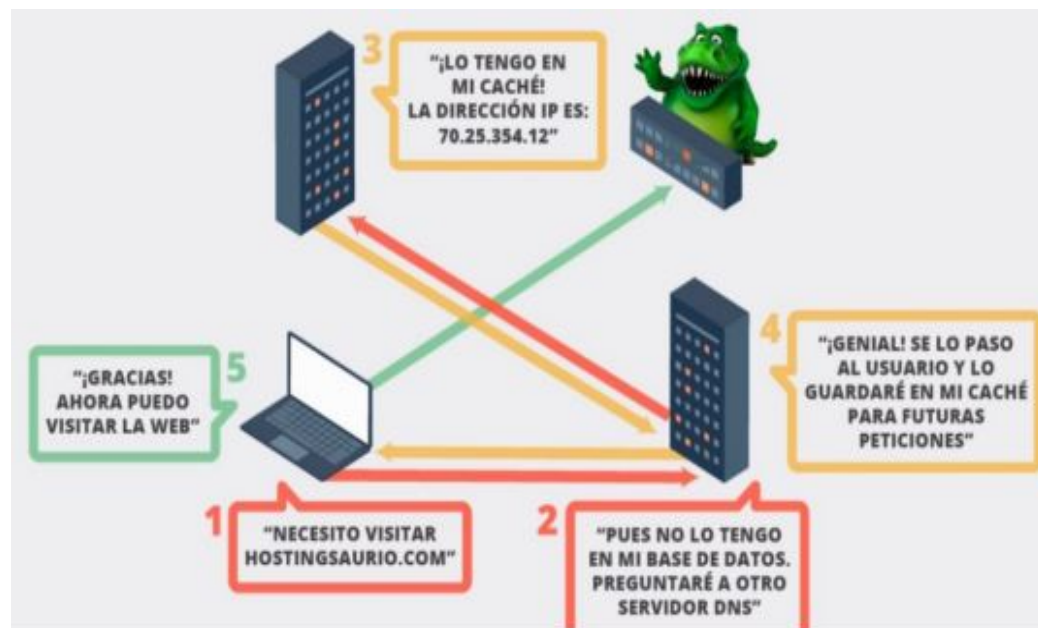 3
“¡LO TENGO EN
MI CACHÉ!
LA DIRECCIÓN IP ES:
70.25.354.12”
“¡GRACIAS!
AHORA PUEDO
VISITAR LA WEB”
5
4
“¡GENIAL! SE LO PASO
AL USUARIO Y LO
GUARDARÉ EN MI CACHÉ
PARA FUTURAS
PETICIONES”
1
“NECESITO VISITAR
HOSTINGSAURIO.COM”
2
“PUES NO LO TENGO
EN MI BASE DE DATOS.
PREGUNTARÉ A OTRO
SERVIDOR DNS”